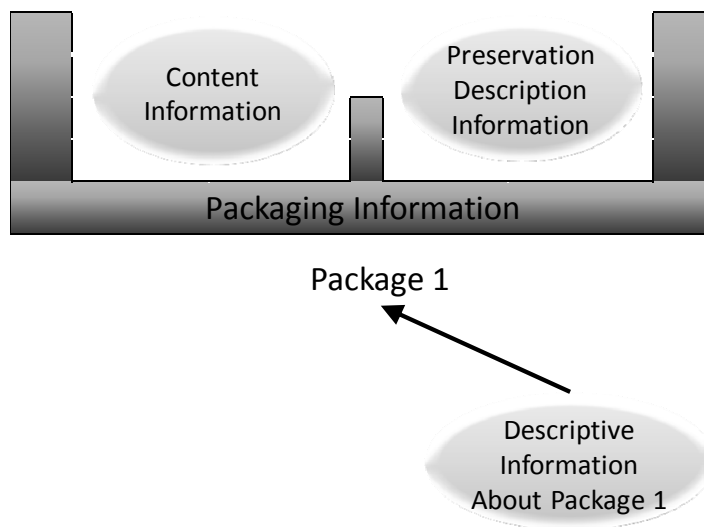 Content
Information
Preservation
Description
Information
Packaging Information
Package 1
Descriptive
Information
About Package 1